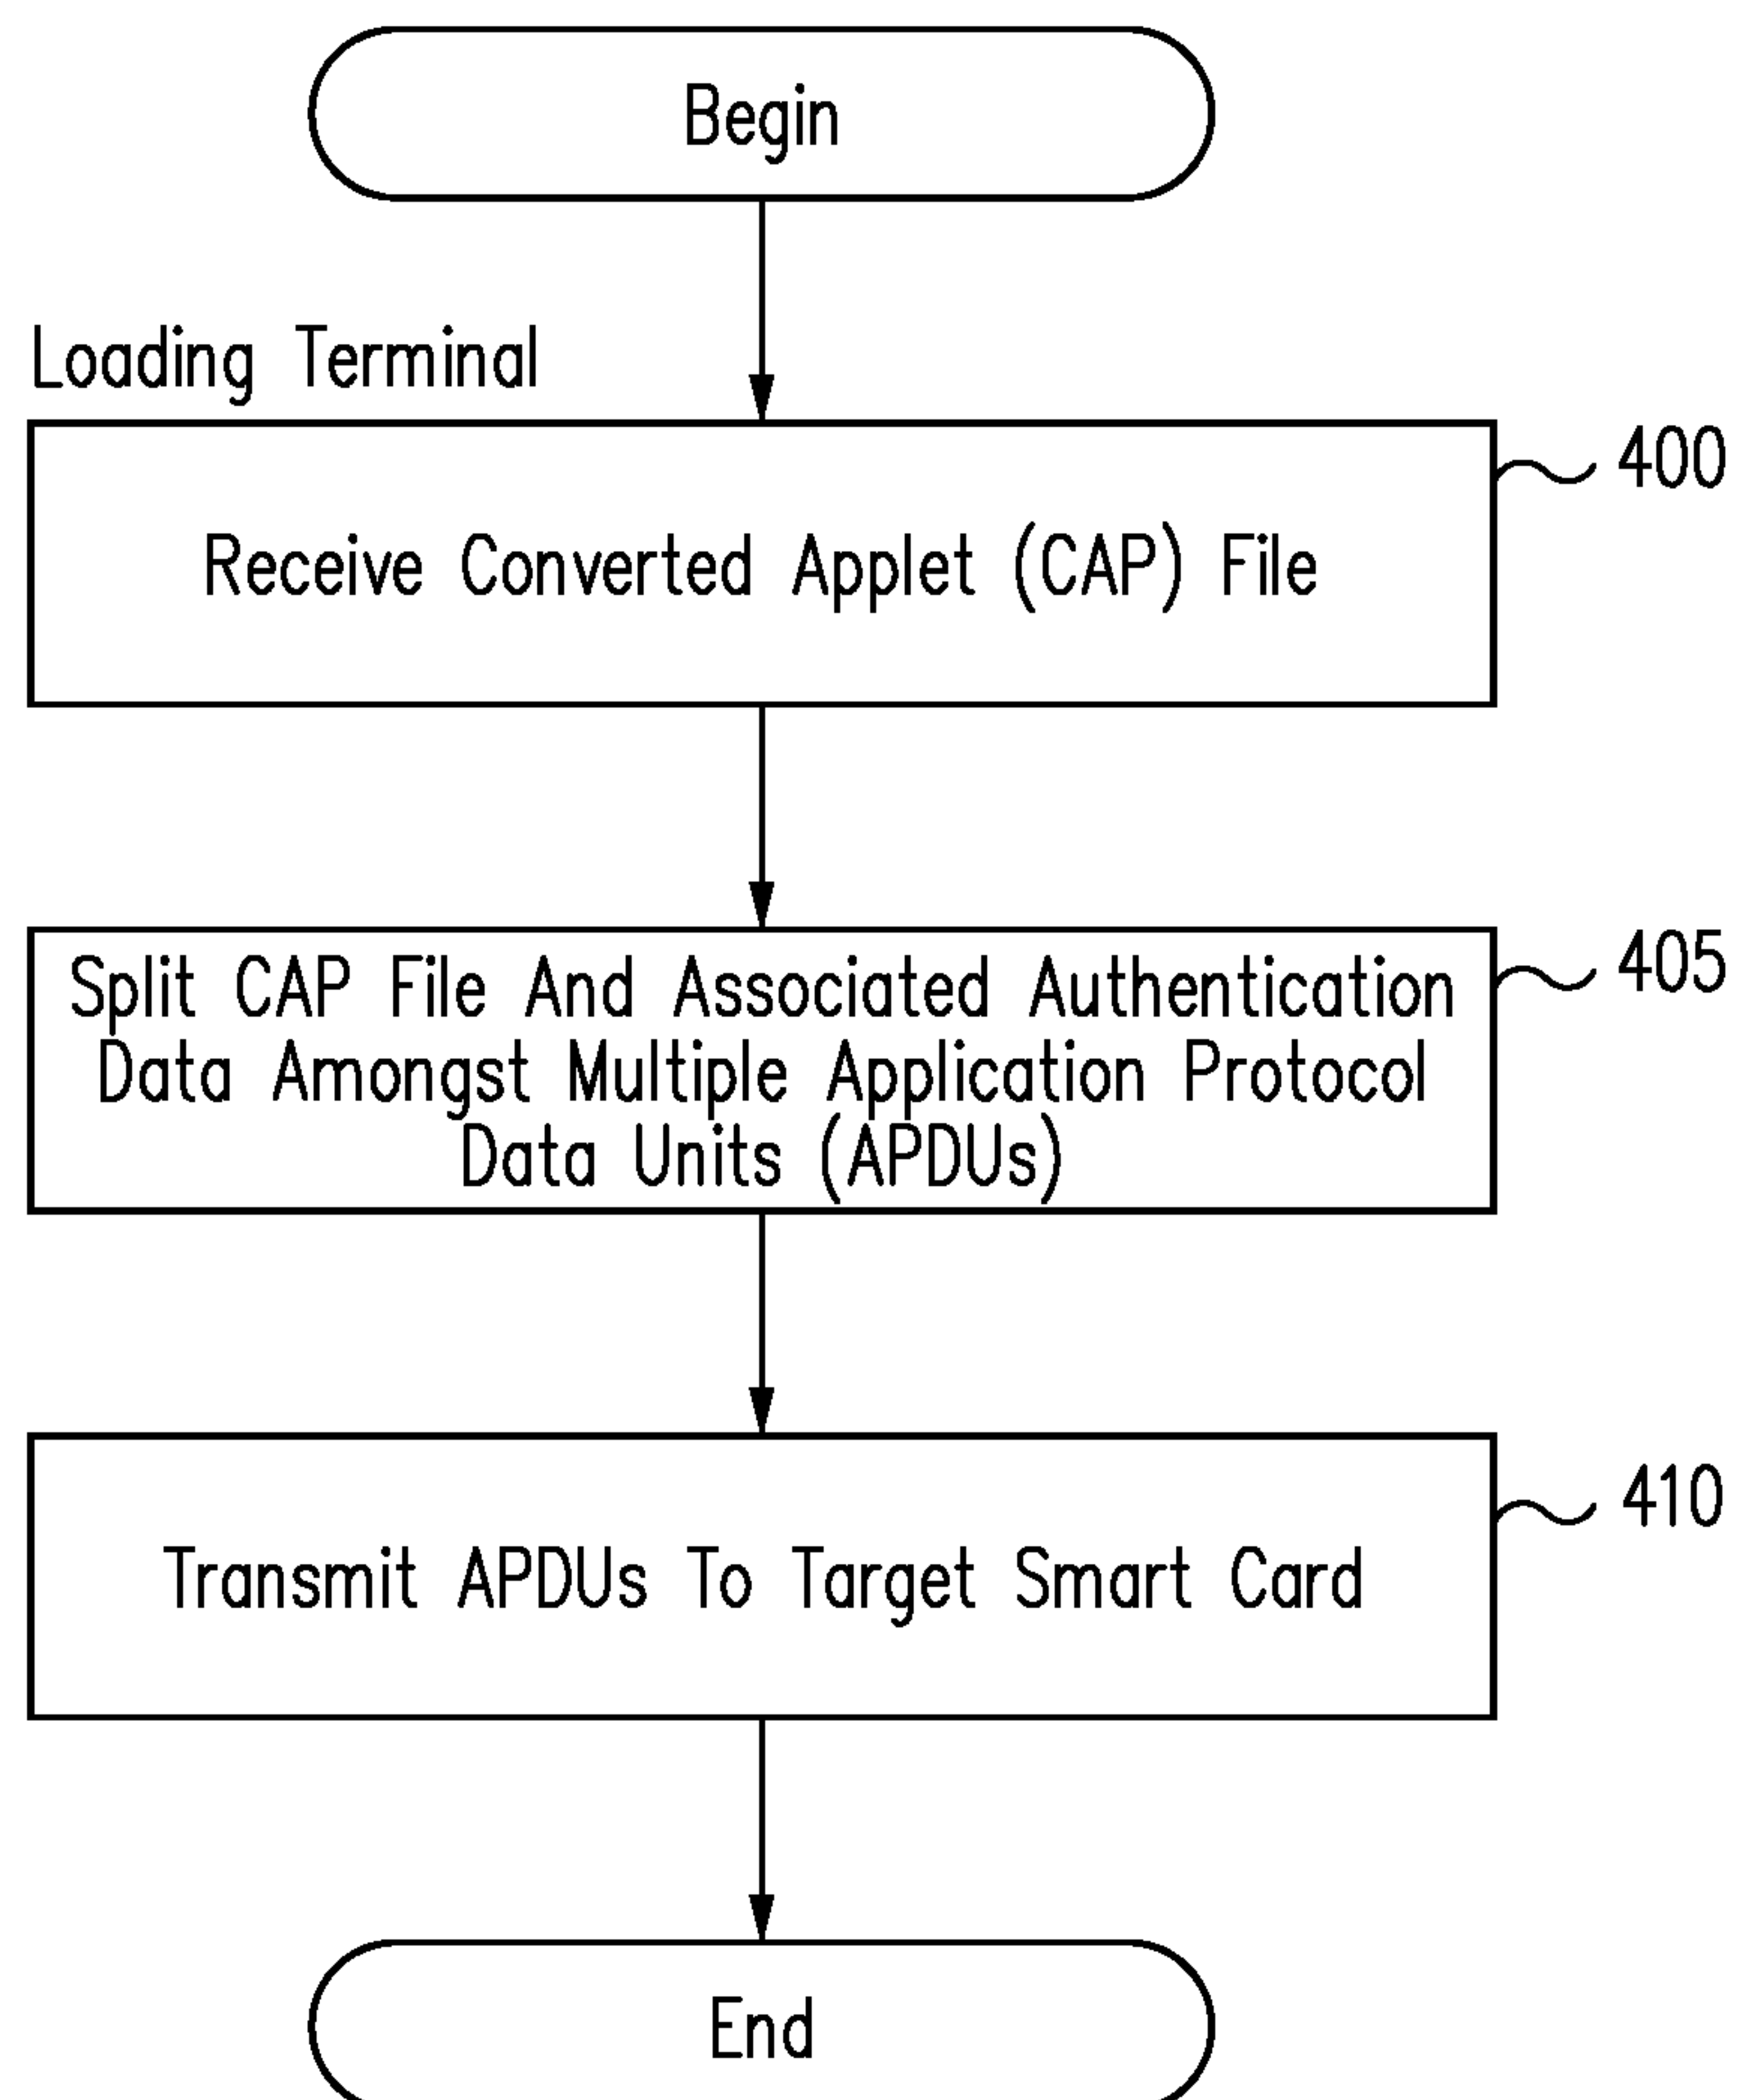 Begin
Loading Terminal
400
Receive Converted Applet (CAP) File
405
Split CAP File And Associated Authentication
Data Amongst Multiple Application Protocol
Data Units (APDUs)
410
Transmit APDUs To Target Smart Card
End